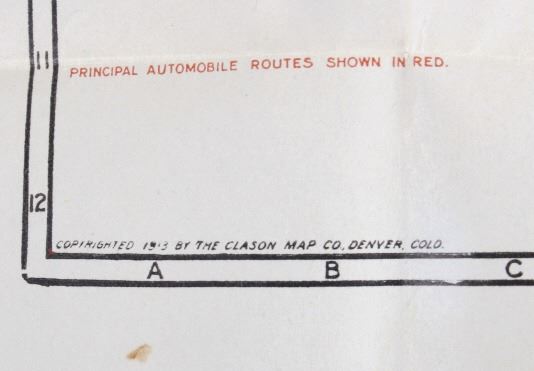 11
PRINCIPAL AUTOMOBILE ROUTES SHOWN IN RED.
12
COPYRIGHTED 1913 BY THE CLASON MAP CO., DENVER, COLO.
A B C